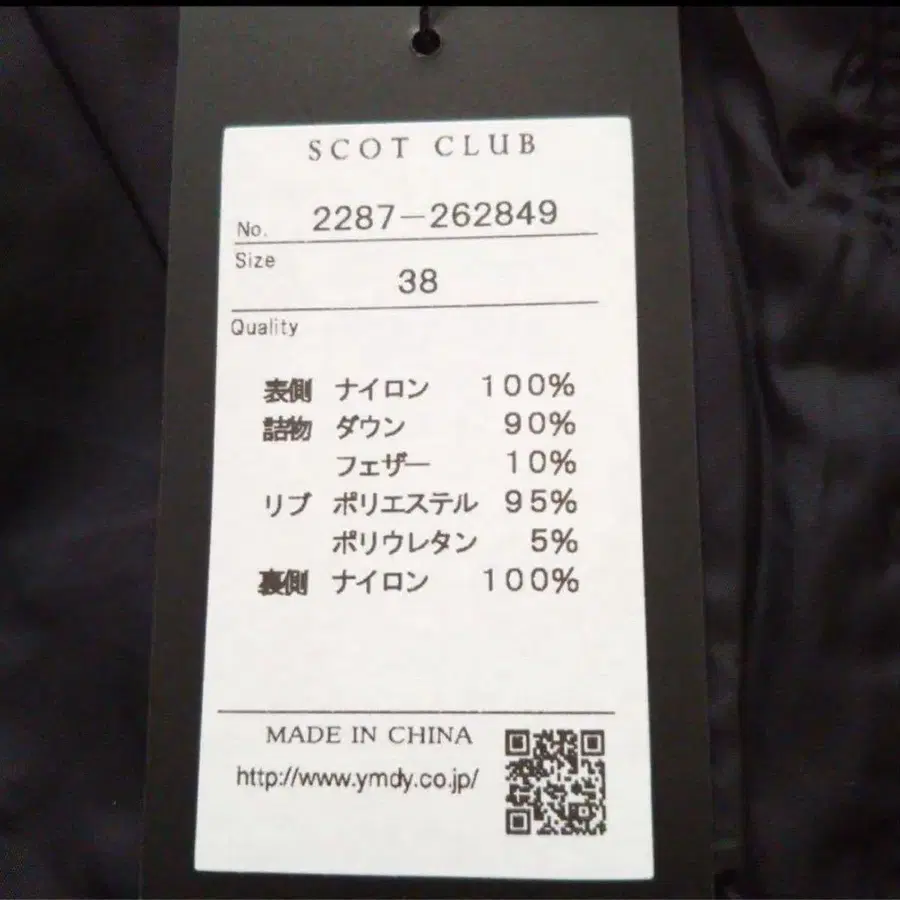 SCOT CLUB
No. 2287-262849
Size
38
Quality
表側 ナイロン 100%
詰物 ダウン 90%
フェザー 10%
リブ ポリエステル 95%
ポリウレタン 5%
裏側 ナイロン 100%
MADE IN CHINA
http://www.ymdy.co.jp/